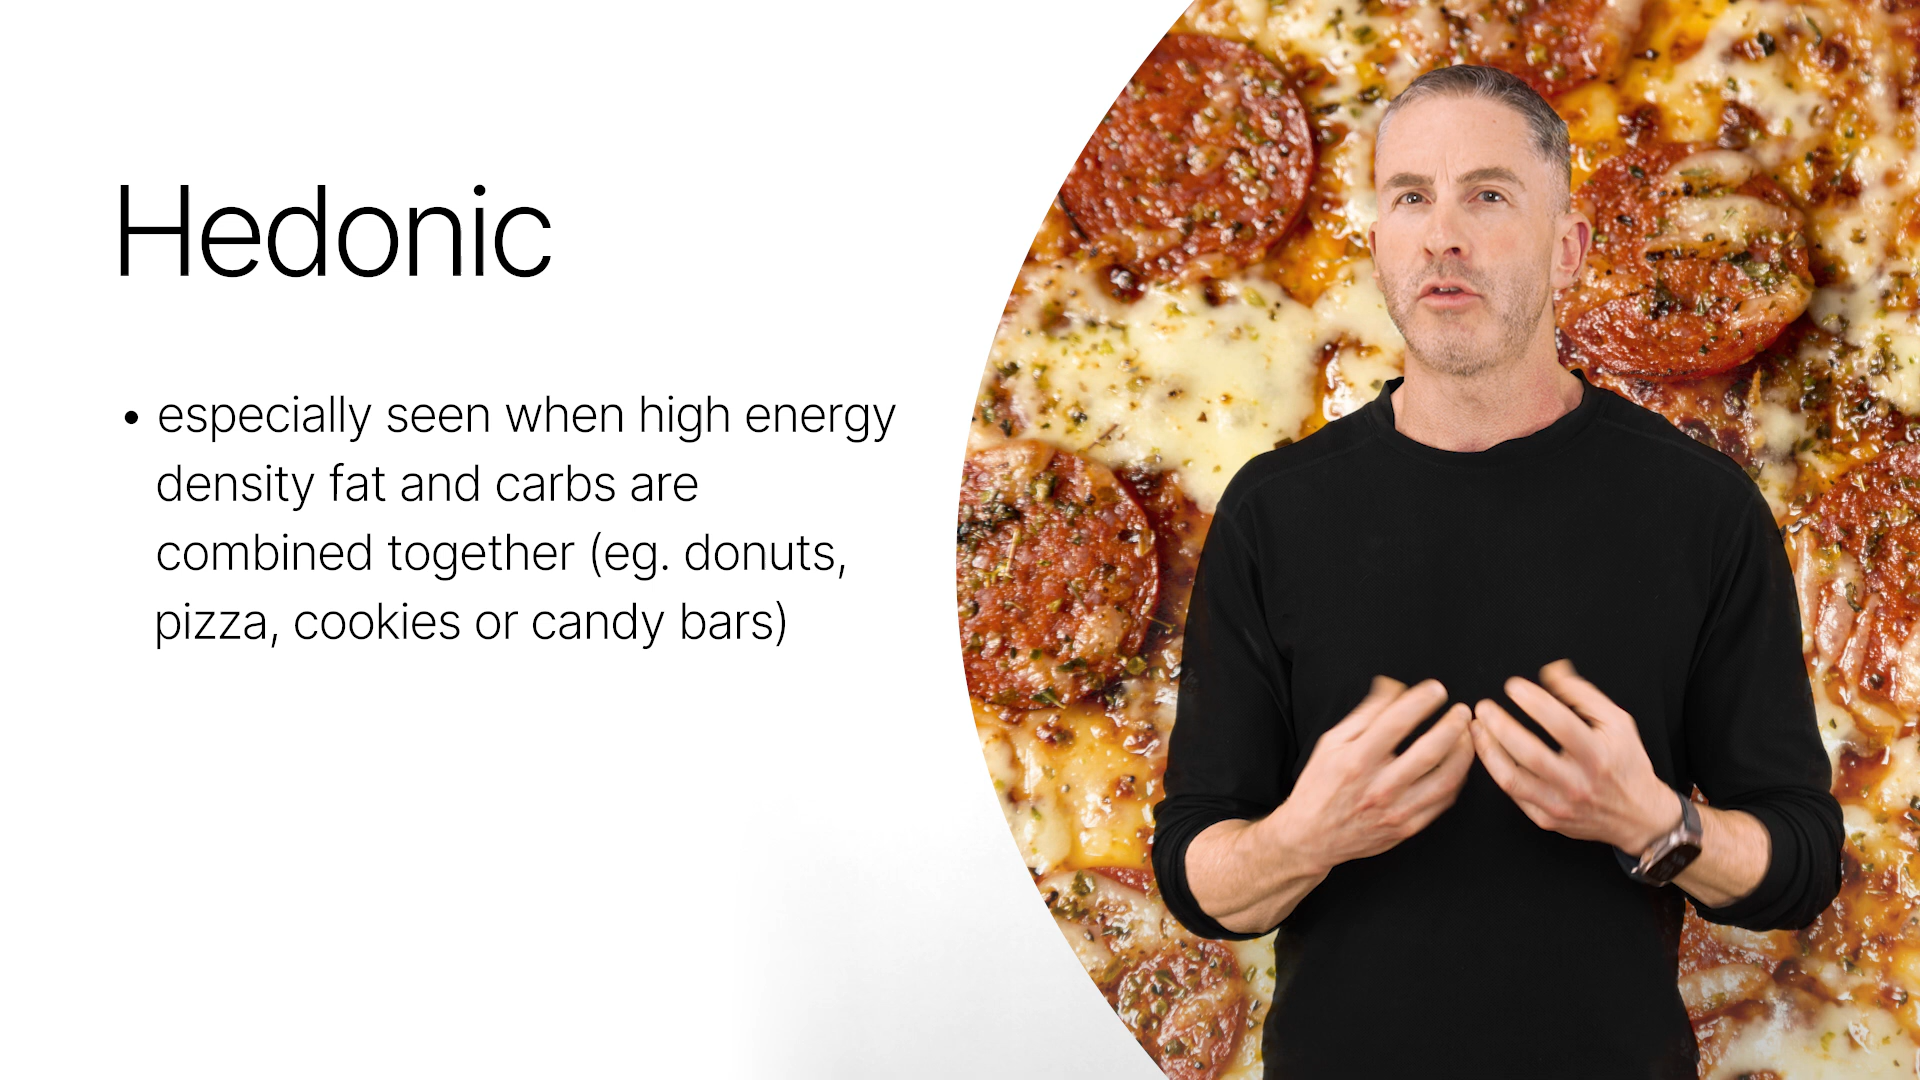 Hedonic
• especially seen when high energy
density fat and carbs are
combined together (eg. donuts,
pizza, cookies or candy bars)